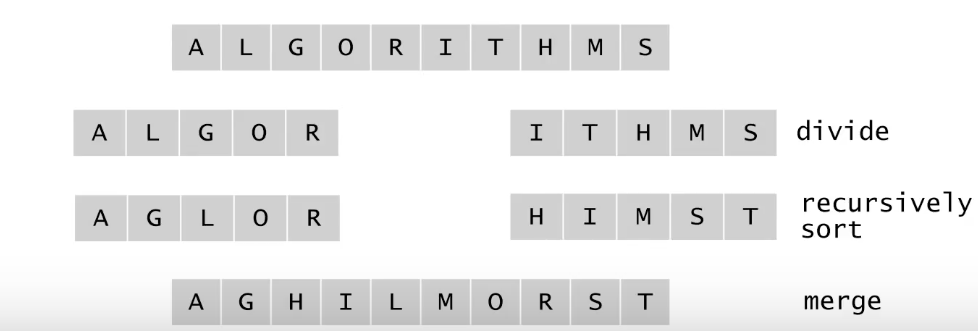 A L G O R I T H M S
A L G O R I T H M S divide
A G L O R H I M S T recursively
sort
A G H I L M O R S T merge